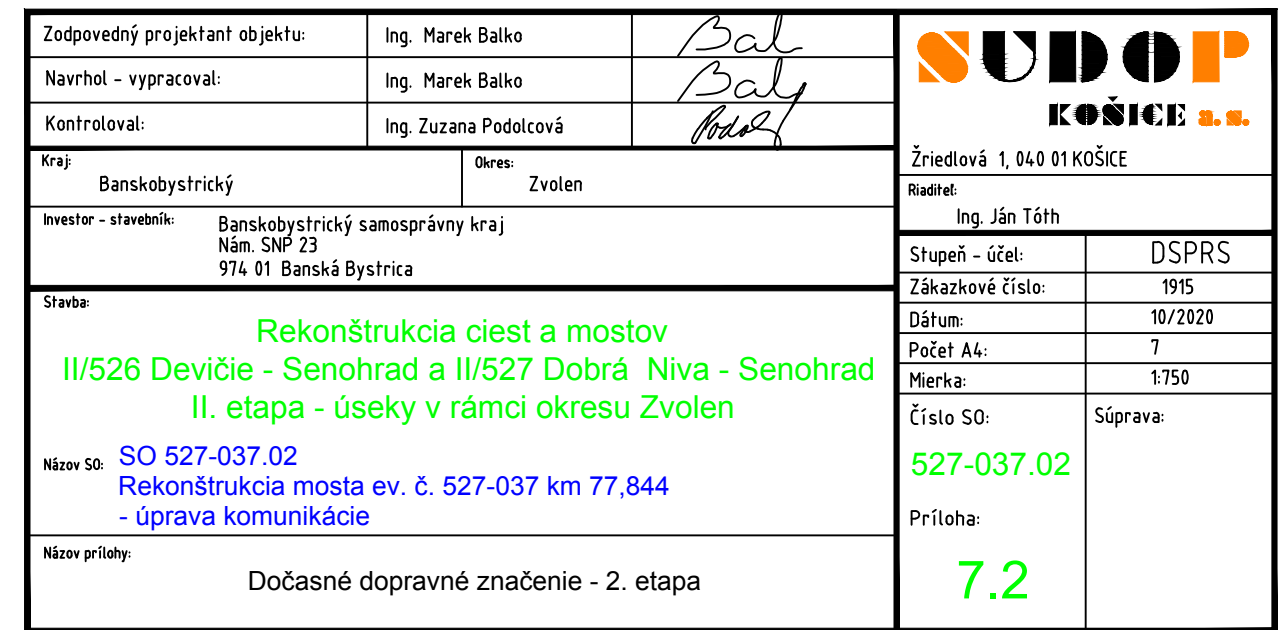 Zodpovedný projektant objektu: Ing. Marek Balko
Navrhol - vypracoval: Ing. Marek Balko
Kontroloval: Ing. Zuzana Podolcová
Kraj: Banskobystrický
Okres: Zvolen
Investor - stavebník: Banskobystrický samosprávny kraj
Nám. SNP 23
974 01 Banská Bystrica
Stavba:
Rekonštrukcia ciest a mostov
II/526 Devičie - Senohrad a II/527 Dobrá Niva - Senohrad
II. etapa - úseky v rámci okresu Zvolen
Názov SO: SO 527-037.02
Rekonštrukcia mosta ev. č. 527-037 km 77,844
- úprava komunikácie
Názov prílohy:
Dočasné dopravné značenie - 2. etapa
SUDOP
KOŠICE a. s.
Žriedlová 1, 040 01 KOŠICE
Riaditeľ:
Ing. Ján Tóth
Stupeň - účel: DSPRS
Zákazkové číslo: 1915
Dátum: 10/2020
Počet A4: 7
Mierka: 1:750
Číslo SO:
527-037.02
Súprava:
Príloha:
7.2